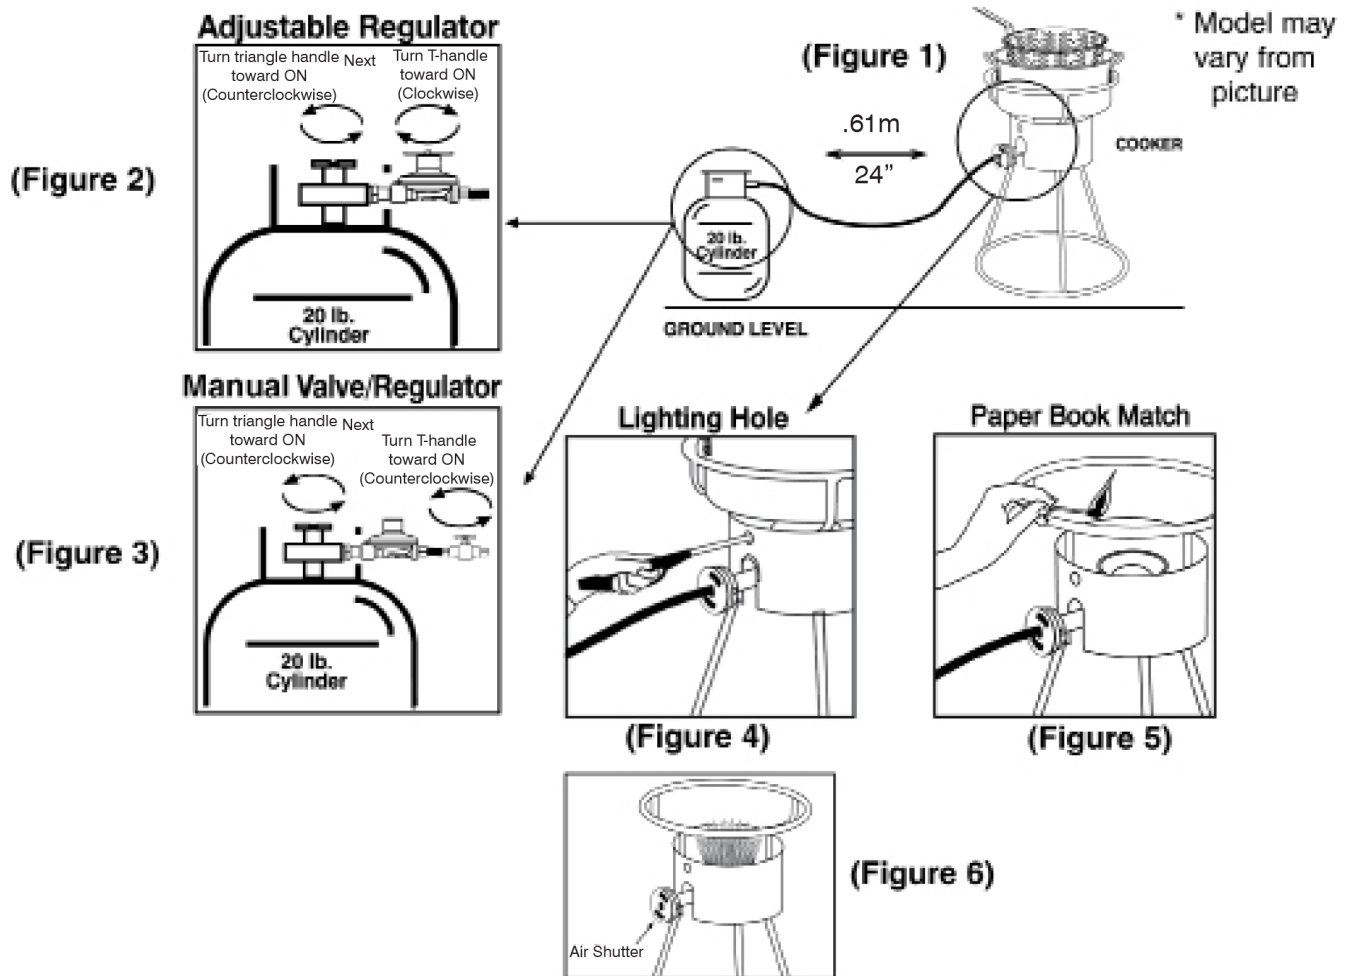 Adjustable Regulator
Turn triangle handle
toward ON
(Counterclockwise)
Next
Turn T-handle
toward ON
(Clockwise)
(Figure 2)
20 lb.
Cylinder
(Figure 1)
* Model may
vary from
picture
.61m
24”
COOKER
20 lb.
Cylinder
GROUND LEVEL
Manual Valve/Regulator
Turn triangle handle
toward ON
(Counterclockwise)
Next
Turn T-handle
toward ON
(Counterclockwise)
(Figure 3)
20 lb.
Cylinder
Lighting Hole
(Figure 4)
Paper Book Match
(Figure 5)
(Figure 6)
Air Shutter